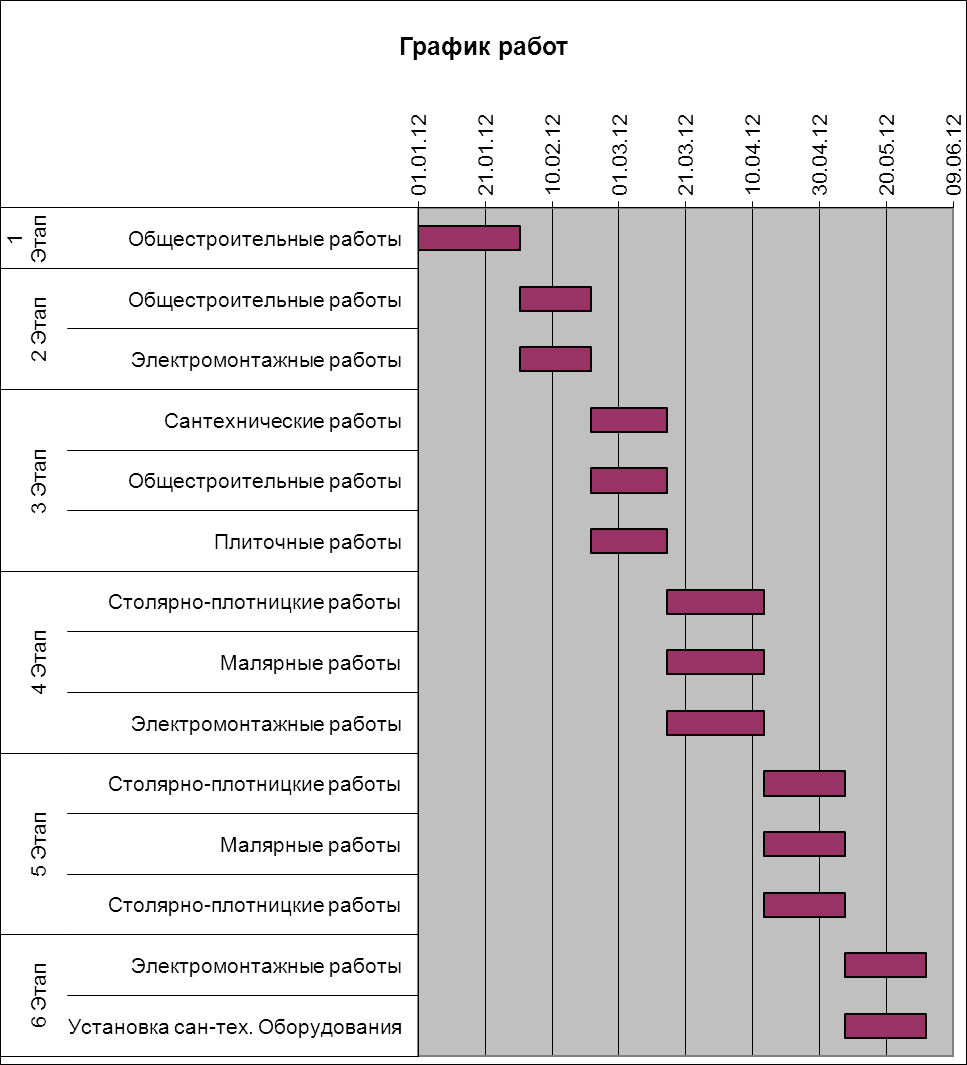 График работ
01.01.12
21.01.12
10.02.12
01.03.12
21.03.12
10.04.12
30.04.12
20.05.12
09.06.12
1
Этап
Общестроительные работы
2 Этап
Общестроительные работы
Электромонтажные работы
3 Этап
Сантехнические работы
Общестроительные работы
Плиточные работы
4 Этап
Столярно-плотницкие работы
Малярные работы
Электромонтажные работы
5 Этап
Столярно-плотницкие работы
Малярные работы
Столярно-плотницкие работы
6 Этап
Электромонтажные работы
Установка сан-тех. Оборудования